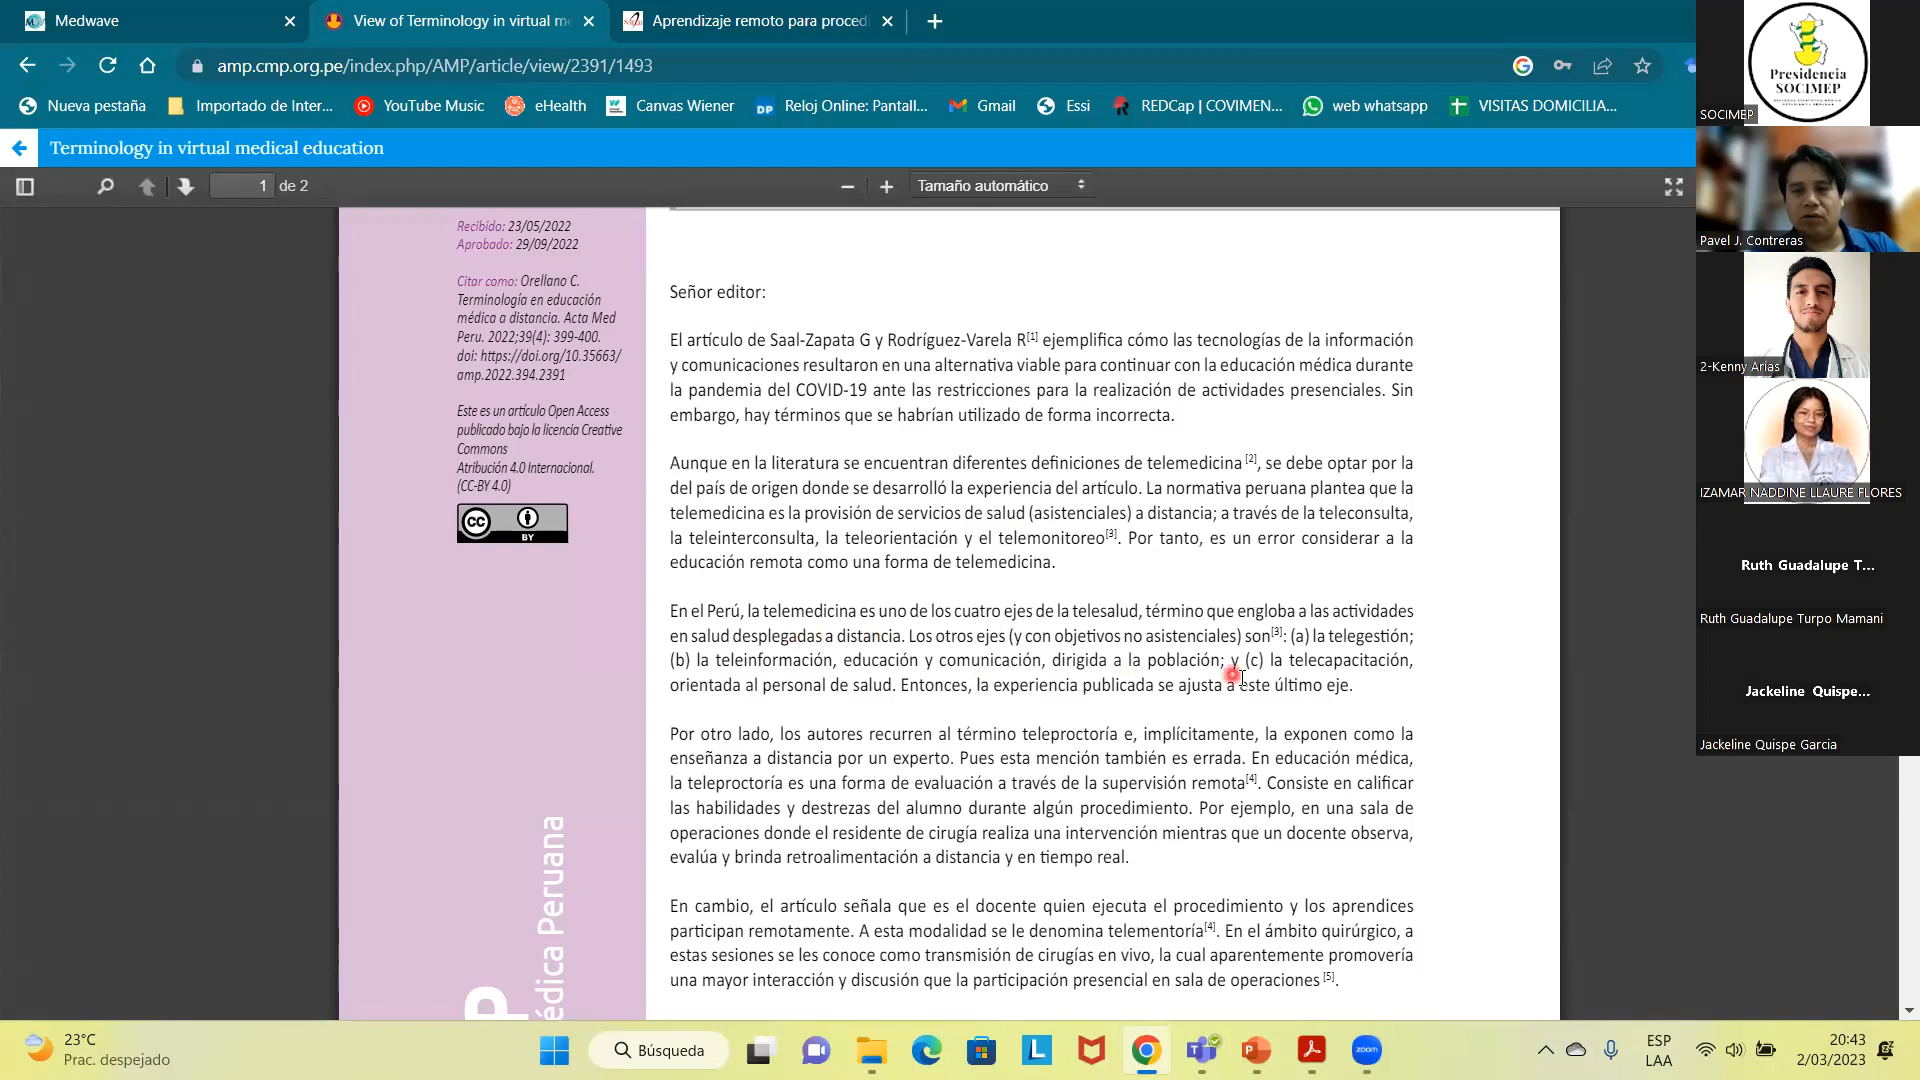 Medwave
View of Terminology in virtual me
Aprendizaje remoto para procedi
amp.cmp.org.pe/index.php/AMP/article/view/2391/1493
Nueva pestaña
Importado de Inter...
YouTube Music
eHealth
Canvas Wiener
DP
Reloj Online: Pantall...
Gmail
Essi
REDCap | COVIMEN...
web whatsapp
VISITAS DOMICILIA...
Terminology in virtual medical education
1 de 2
Tamaño automático
Recibido: 23/05/2022
Aprobado: 29/09/2022
Citar como: Orellano C.
Terminología en educación
médica a distancia. Acta Med
Peru. 2022;39(4): 399-400.
doi: https://doi.org/10.35663/
amp.2022.394.2391
Este es un artículo Open Access
publicado bajo la licencia Creative
Commons
Atribución 4.0 Internacional.
(CC-BY 4.0)
CC
BY
édica Peruana
P
Señor editor:
El artículo de Saal-Zapata G y Rodríguez-Varela R[1] ejemplifica cómo las tecnologías de la información
y comunicaciones resultaron en una alternativa viable para continuar con la educación médica durante
la pandemia del COVID-19 ante las restricciones para la realización de actividades presenciales. Sin
embargo, hay términos que se habrían utilizado de forma incorrecta.
Aunque en la literatura se encuentran diferentes definiciones de telemedicina [2], se debe optar por la
del país de origen donde se desarrolló la experiencia del artículo. La normativa peruana plantea que la
telemedicina es la provisión de servicios de salud (asistenciales) a distancia; a través de la teleconsulta,
la teleinterconsulta, la teleorientación y el telemonitoreo[3]. Por tanto, es un error considerar a la
educación remota como una forma de telemedicina.
En el Perú, la telemedicina es uno de los cuatro ejes de la telesalud, término que engloba a las actividades
en salud desplegadas a distancia. Los otros ejes (y con objetivos no asistenciales) son[3]: (a) la telegestión;
(b) la teleinformación, educación y comunicación, dirigida a la población; y (c) la telecapacitación,
orientada al personal de salud. Entonces, la experiencia publicada se ajusta a este último eje.
Por otro lado, los autores recurren al término teleproctoría e, implícitamente, la exponen como la
enseñanza a distancia por un experto. Pues esta mención también es errada. En educación médica,
la teleproctoría es una forma de evaluación a través de la supervisión remota[4]. Consiste en calificar
las habilidades y destrezas del alumno durante algún procedimiento. Por ejemplo, en una sala de
operaciones donde el residente de cirugía realiza una intervención mientras que un docente observa,
evalúa y brinda retroalimentación a distancia y en tiempo real.
En cambio, el artículo señala que es el docente quien ejecuta el procedimiento y los aprendices
participan remotamente. A esta modalidad se le denomina telementoría[4]. En el ámbito quirúrgico, a
estas sesiones se les conoce como transmisión de cirugías en vivo, la cual aparentemente promovería
una mayor interacción y discusión que la participación presencial en sala de operaciones [5].
Presidencia
SOCIMEP
SOCIMEP
Pavel J. Contreras
2-Kenny Arias
IZAMAR NADDINE LLAURE FLORES
Ruth Guadalupe T...
Ruth Guadalupe Turpo Mamani
Jackeline Quispe...
Jackeline Quispe Garcia
23°C
Prac. despejado
Búsqueda
L
zoom
ESP
LAA
20:43
2/03/2023